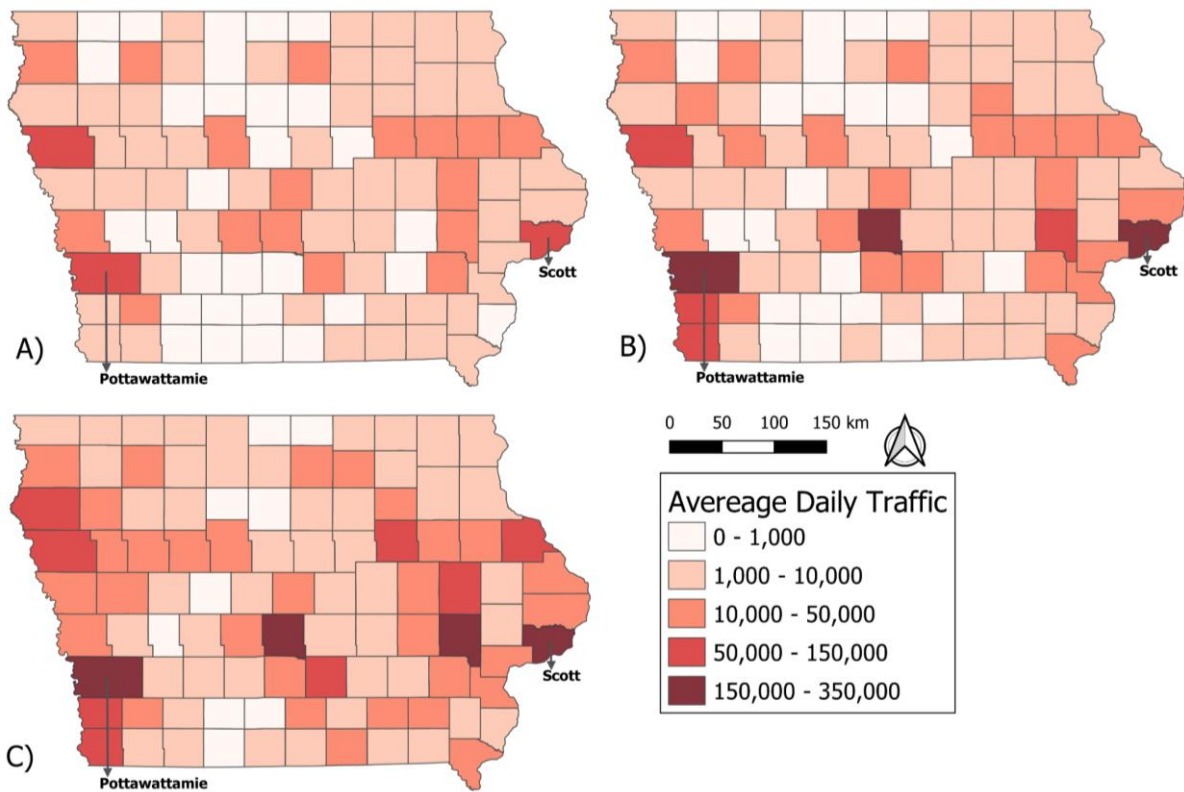 A)
Scott
Pottawattamie
B)
Scott
Pottawattamie
C)
Scott
Pottawattamie
0 50 100 150 km
Avereage Daily Traffic
0 - 1,000
1,000 - 10,000
10,000 - 50,000
50,000 - 150,000
150,000 - 350,000